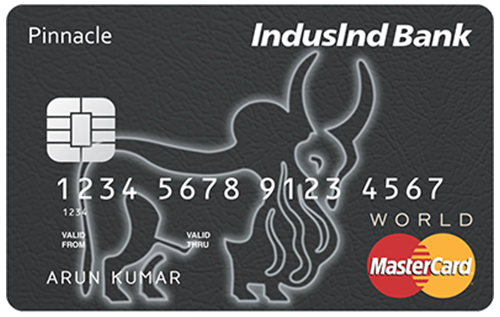 Pinnacle
IndusInd Bank
1234 5678 9123 4567
1234
WORLD
VALID FROM
VALID THRU
ARUN KUMAR
MasterCard